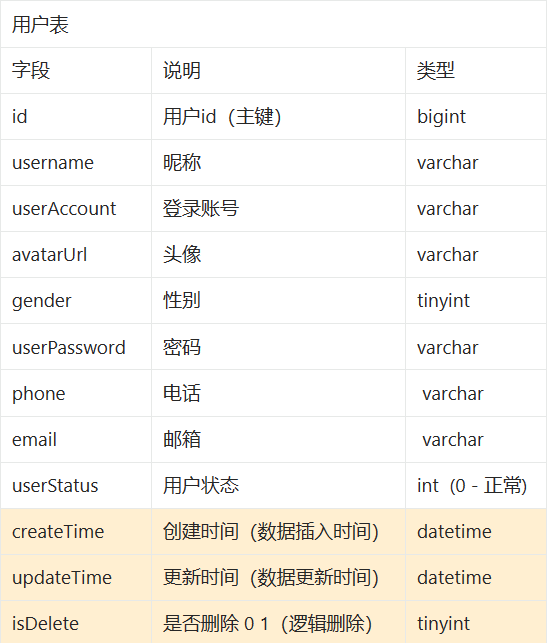 用户表
字段 说明 类型
id 用户id（主键） bigint
username 昵称 varchar
userAccount 登录账号 varchar
avatarUrl 头像 varchar
gender 性别 tinyint
userPassword 密码 varchar
phone 电话 varchar
email 邮箱 varchar
userStatus 用户状态 int（0 - 正常)
createTime 创建时间（数据插入时间） datetime
updateTime 更新时间（数据更新时间） datetime
isDelete 是否删除 0 1（逻辑删除） tinyint